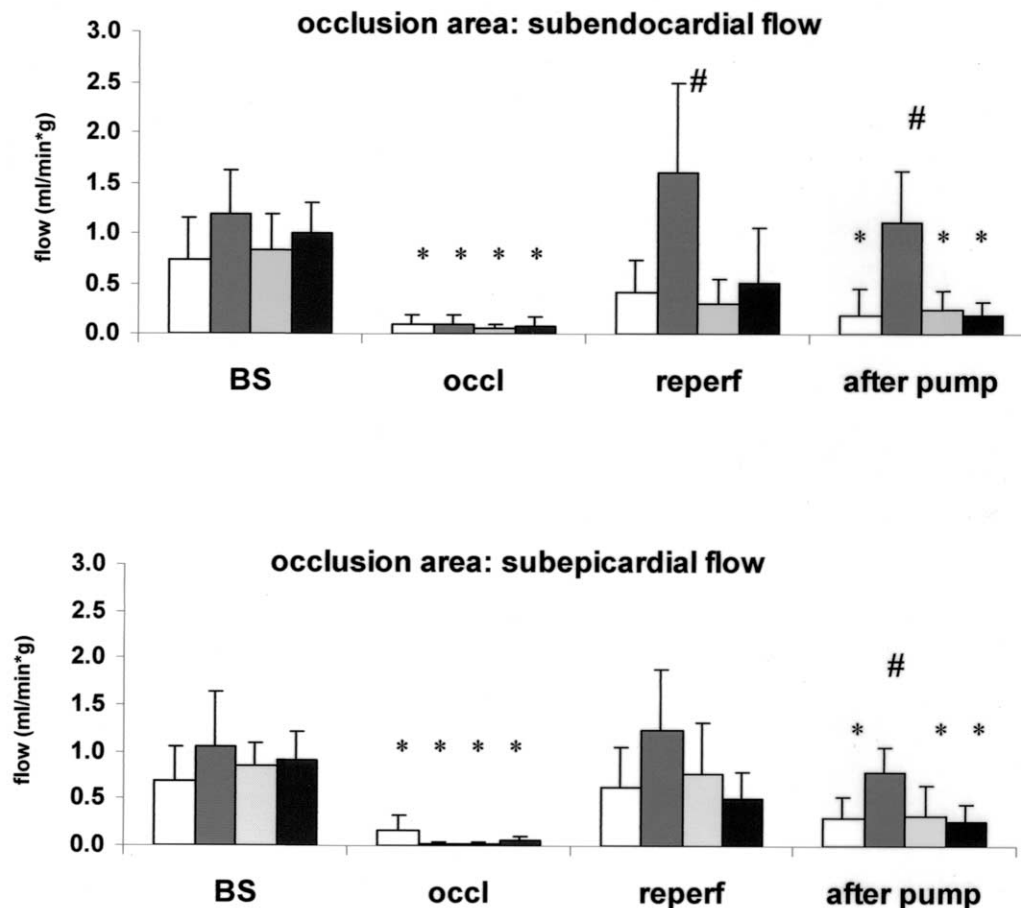 occlusion area: subendocardial flow
3.0
2.5
2.0
1.5
1.0
0.5
0.0
flow (ml/min*g)
#
#
* * * *
* * *
BS occl reperf after pump
occlusion area: subepicardial flow
3.0
2.5
2.0
1.5
1.0
0.5
0.0
flow (ml/min*g)
#
* * * *
* * *
BS occl reperf after pump